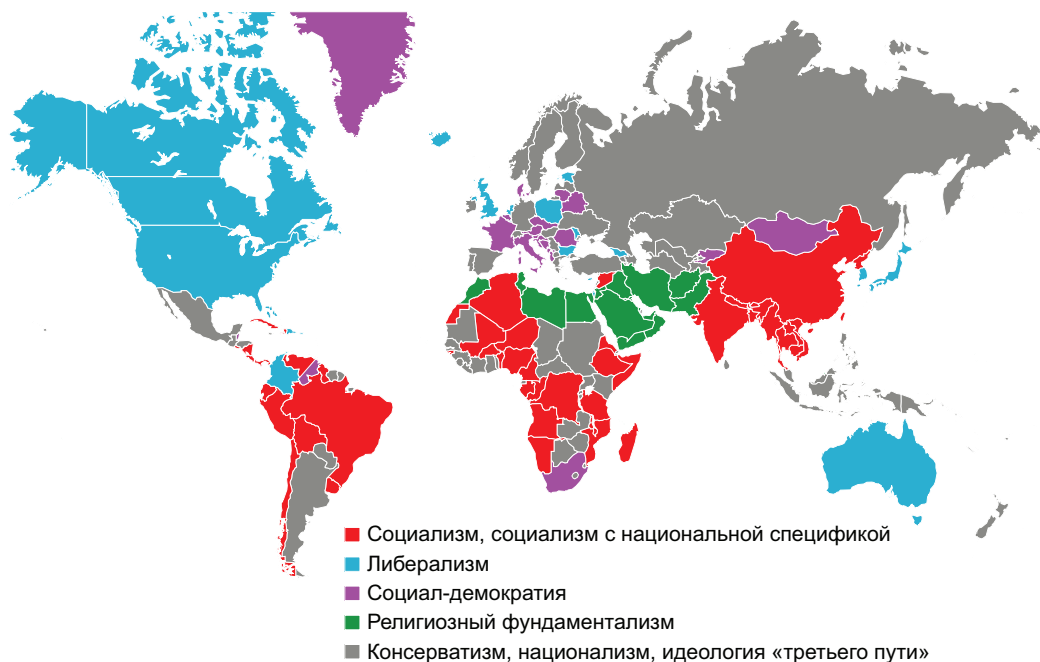 Социализм, социализм с национальной спецификой
Либерализм
Социал-демократия
Религиозный фундаментализм
Консерватизм, национализм, идеология «третьего пути»